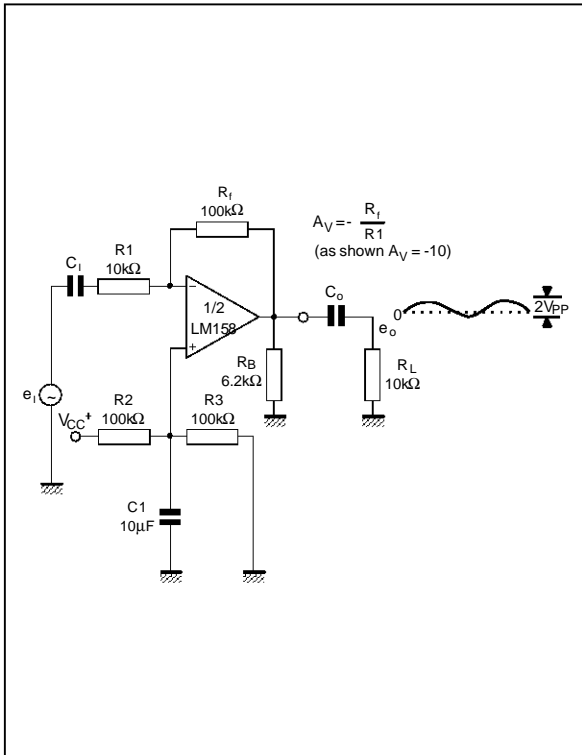 Rf
100kΩ
AV = - Rf / R1
(as shown AV = -10)
R1
10kΩ
CI
1/2
LM158
Co
0
2VPP
eo
RB
6.2kΩ
RL
10kΩ
eI
~
VCC+
R2
100kΩ
R3
100kΩ
C1
10µF